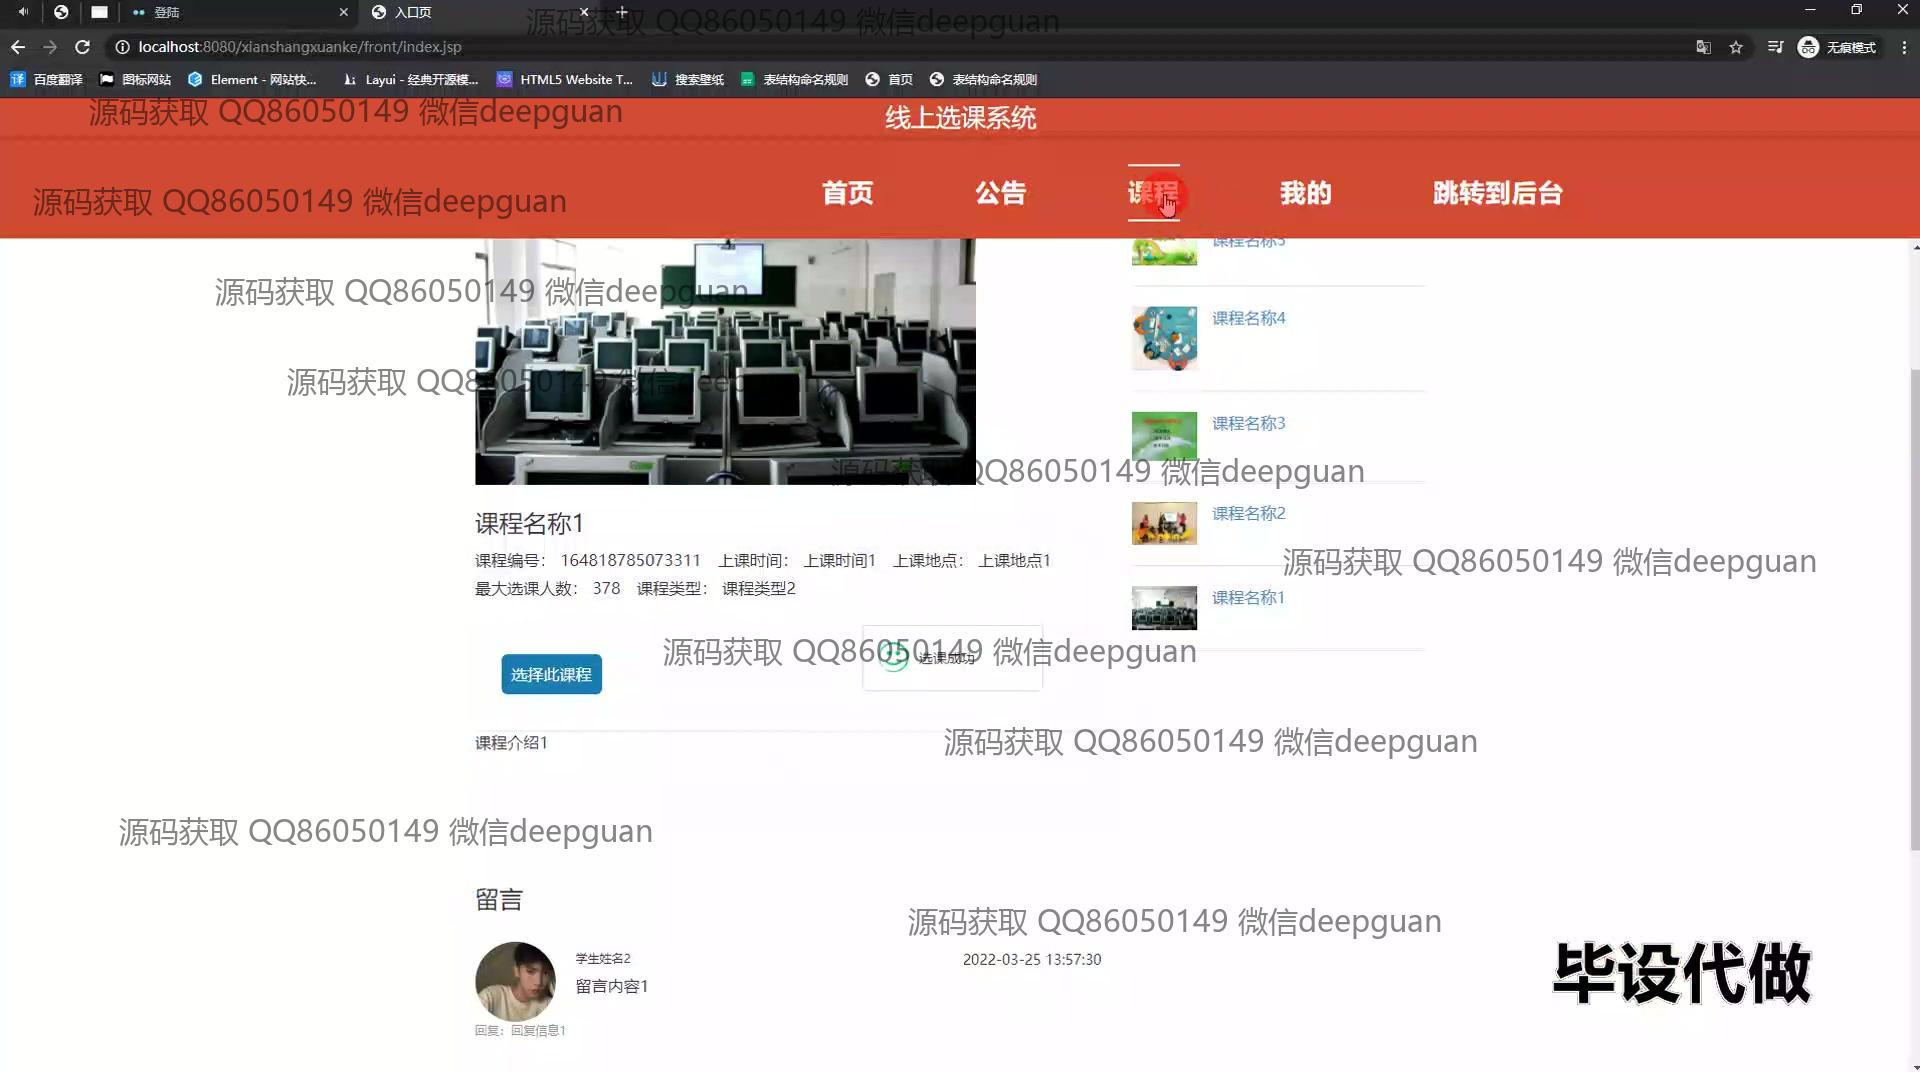 登陆
入口页
源码获取 QQ86050149 微信deepguan
localhost:8080/xianshangxuanke/front/index.jsp
无痕模式
百度翻译
图标网站
Element - 网站快...
Layui - 经典开源模...
HTML5 Website T...
搜索壁纸
表结构命名规则
首页
表结构命名规则
源码获取 QQ86050149 微信deepguan
线上选课系统
源码获取 QQ86050149 微信deepguan
首页
公告
课程
我的
跳转到后台
课程名称5
源码获取 QQ86050149 微信deepguan
课程名称4
源码获取 QQ86050149 微信deepguan
课程名称3
源码获取 QQ86050149 微信deepguan
课程名称2
课程名称1
课程编号: 164818785073311 上课时间: 上课时间1 上课地点: 上课地点1
源码获取 QQ86050149 微信deepguan
最大选课人数: 378 课程类型: 课程类型2
课程名称1
源码获取 QQ86050149 微信deepguan
选课成功
选择此课程
课程介绍1
源码获取 QQ86050149 微信deepguan
源码获取 QQ86050149 微信deepguan
留言
源码获取 QQ86050149 微信deepguan
学生姓名2
2022-03-25 13:57:30
留言内容1
回复: 回复信息1
毕设代做